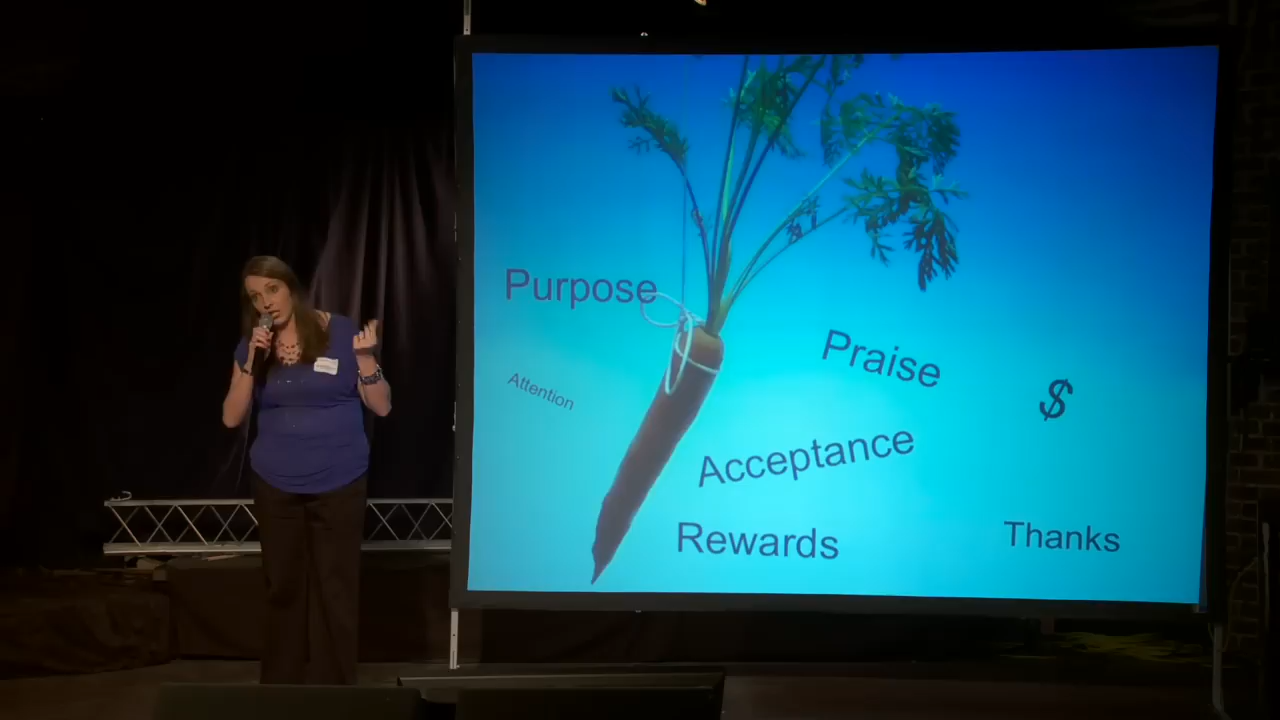 Purpose
Praise
Attention
$
Acceptance
Rewards
Thanks